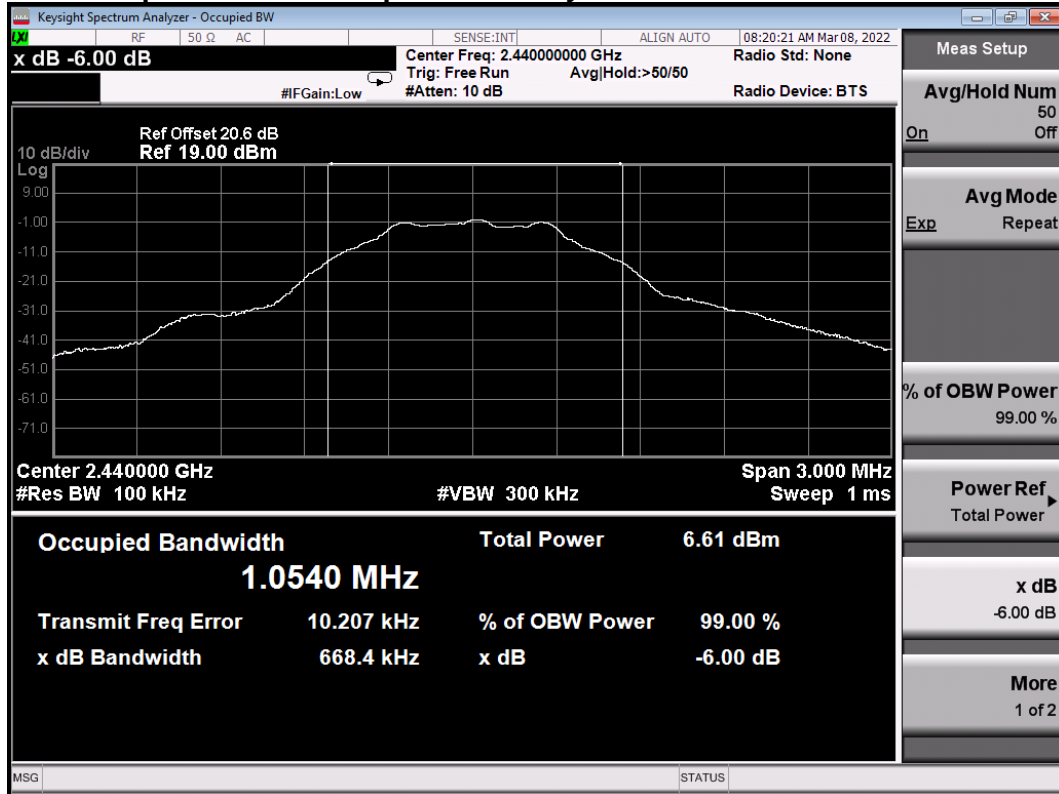 Keysight Spectrum Analyzer - Occupied BW
LXI RF 50 Ω AC SENSE:INT ALIGN AUTO 08:20:21 AM Mar 08, 2022
x dB -6.00 dB
Center Freq: 2.440000000 GHz Radio Std: None
Trig: Free Run Avg|Hold:>50/50
#IFGain:Low #Atten: 10 dB Radio Device: BTS
Ref Offset 20.6 dB
10 dB/div Ref 19.00 dBm
Log
9.00
-1.00
-11.0
-21.0
-31.0
-41.0
-51.0
-61.0
-71.0
Center 2.440000 GHz Span 3.000 MHz
#Res BW 100 kHz #VBW 300 kHz Sweep 1 ms
Occupied Bandwidth Total Power 6.61 dBm
1.0540 MHz
Transmit Freq Error 10.207 kHz % of OBW Power 99.00 %
x dB Bandwidth 668.4 kHz x dB -6.00 dB
MSG STATUS
Meas Setup
Avg/Hold Num
50
On Off
Avg Mode
Exp Repeat
% of OBW Power
99.00 %
Power Ref
Total Power
x dB
-6.00 dB
More
1 of 2